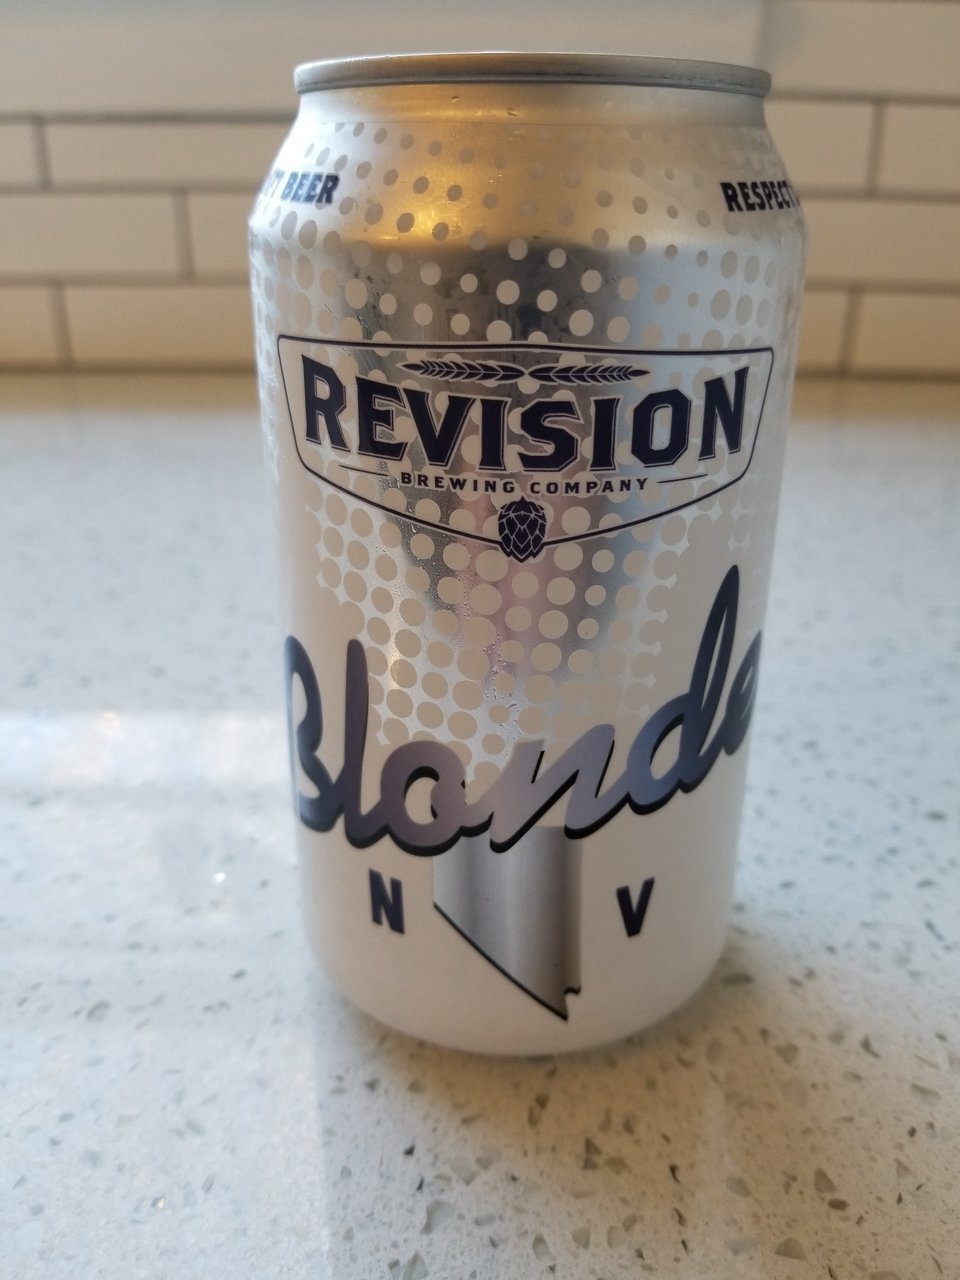 BEER
RESPECT
REVISION
BREWING COMPANY
Blonde
N V